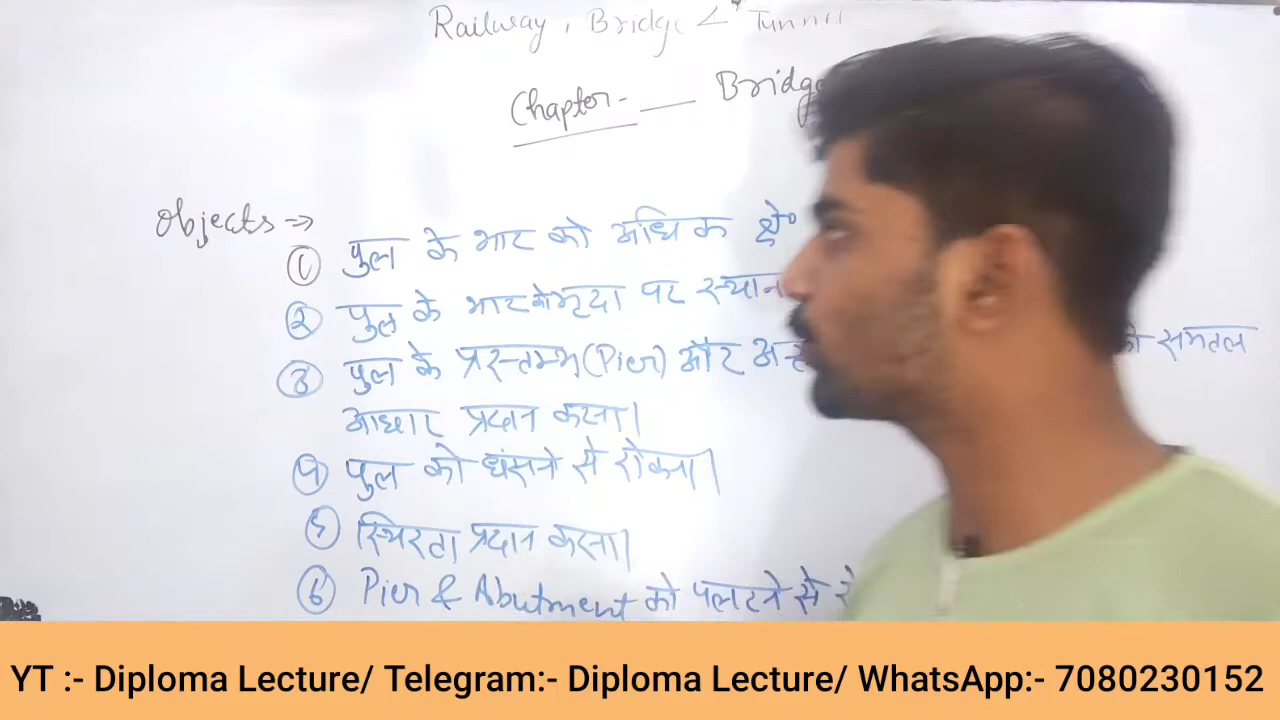 Railway, Bridge & Tunnel
Chapter- ___ Bridge
Objects ⇒
① पुल के भार को अधिक क्षे०
② पुल के भार को मृदा पर स्थान
③ पुल के प्रस्तम्भ (Pier) और को समतल
आधार प्रदान करना।
④ पुल को धंसने से रोकना।
⑤ स्थिरता प्रदान करना।
⑥ Pier & Abutment को पलटने से
YT :- Diploma Lecture/ Telegram:- Diploma Lecture/ WhatsApp:- 7080230152